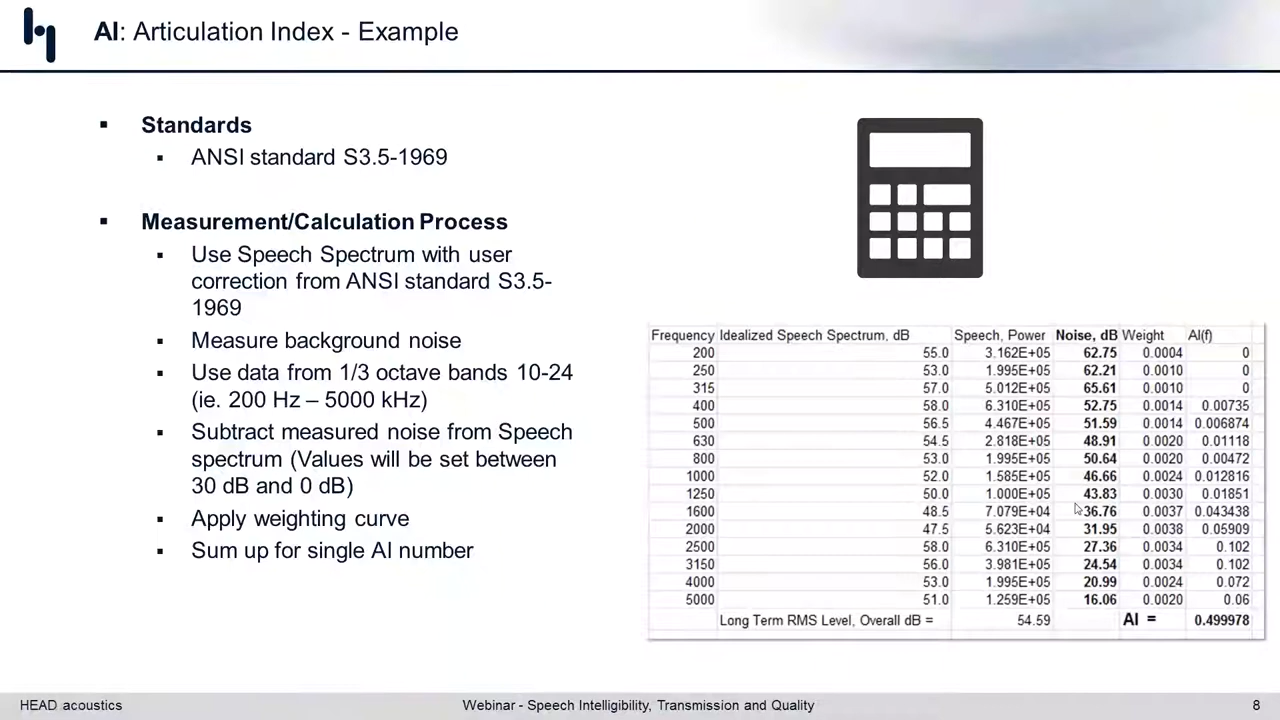 AI: Articulation Index - Example
Standards
ANSI standard S3.5-1969
Measurement/Calculation Process
Use Speech Spectrum with user
correction from ANSI standard S3.5-
1969
Measure background noise
Use data from 1/3 octave bands 10-24
(ie. 200 Hz – 5000 kHz)
Subtract measured noise from Speech
spectrum (Values will be set between
30 dB and 0 dB)
Apply weighting curve
Sum up for single AI number
Frequency Idealized Speech Spectrum, dB Speech, Power Noise, dB Weight AI(f)
200 55.0 3.162E+05 62.75 0.0004 0
250 53.0 1.995E+05 62.21 0.0010 0
315 57.0 5.012E+05 65.61 0.0010 0
400 58.0 6.310E+05 52.75 0.0014 0.00735
500 56.5 4.467E+05 51.59 0.0014 0.006874
630 54.5 2.818E+05 48.91 0.0020 0.01118
800 53.0 1.995E+05 50.64 0.0020 0.00472
1000 52.0 1.585E+05 46.66 0.0024 0.012816
1250 50.0 1.000E+05 43.83 0.0030 0.01851
1600 48.5 7.079E+04 36.76 0.0037 0.043438
2000 47.5 5.623E+04 31.95 0.0038 0.05909
2500 58.0 6.310E+05 27.36 0.0034 0.102
3150 56.0 3.981E+05 24.54 0.0034 0.102
4000 53.0 1.995E+05 20.99 0.0024 0.072
5000 51.0 1.259E+05 16.06 0.0020 0.06
Long Term RMS Level, Overall dB = 54.59 AI = 0.499978
HEAD acoustics
Webinar - Speech Intelligibility, Transmission and Quality
8